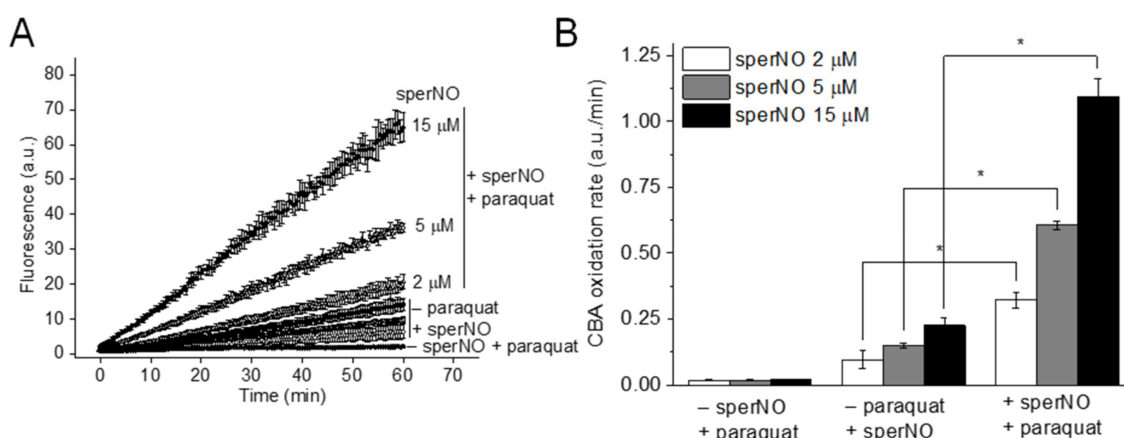 A
Fluorescence (a.u.)
80
70
60
50
40
30
20
10
0
0 10 20 30 40 50 60 70
Time (min)
sperNO
15 µM
+ sperNO
+ paraquat
5 µM
2 µM
– paraquat
+ sperNO
– sperNO + paraquat
B
CBA oxidation rate (a.u./min)
1.25
1.00
0.75
0.50
0.25
0.00
sperNO 2 µM
sperNO 5 µM
sperNO 15 µM
*
*
*
– sperNO – paraquat + sperNO
+ paraquat + sperNO + paraquat